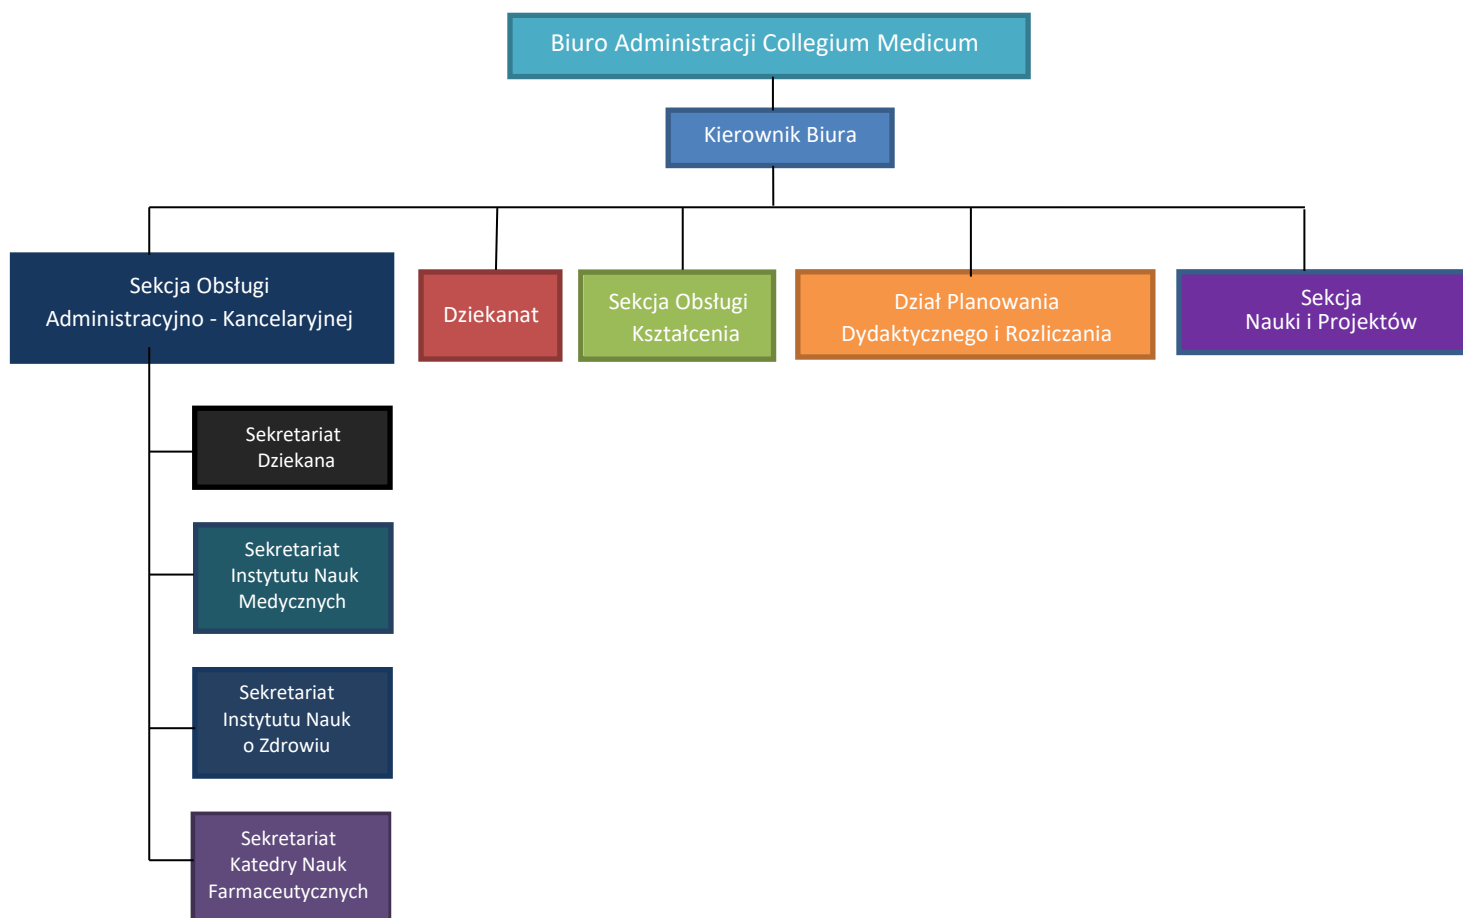 Biuro Administracji Collegium Medicum
Kierownik Biura
Sekcja Obsługi
Administracyjno - Kancelaryjnej
Dziekanat
Sekcja Obsługi
Kształcenia
Dział Planowania
Dydaktycznego i Rozliczania
Sekcja
Nauki i Projektów
Sekretariat
Dziekana
Sekretariat
Instytutu Nauk
Medycznych
Sekretariat
Instytutu Nauk
o Zdrowiu
Sekretariat
Katedry Nauk
Farmaceutycznych